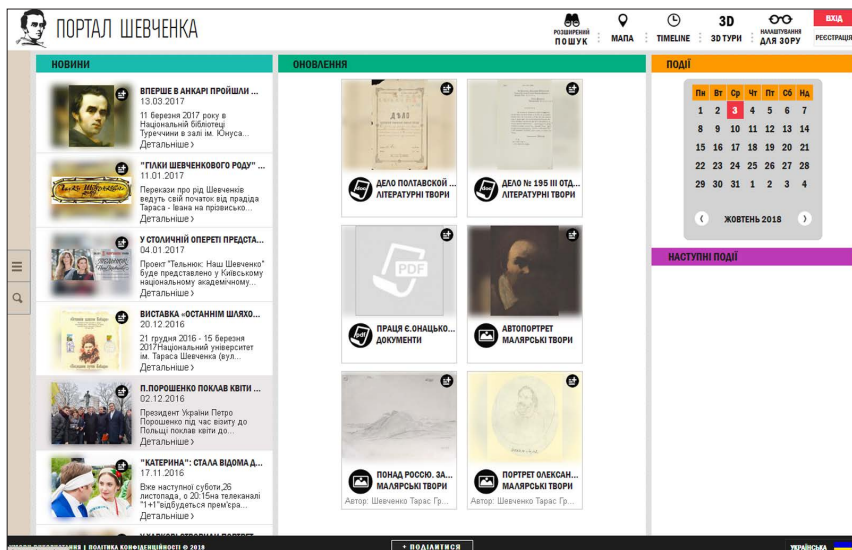 ПОРТАЛ ШЕВЧЕНКА
РОЗШИРЕНИЙ
ПОШУК
МАПА
TIMELINE
3D
3D ТУРИ
НАЛАШТУВАННЯ
ДЛЯ ЗОРУ
ВХІД
РЕЄСТРАЦІЯ
НОВИНИ
ВПЕРШЕ В АНКАРІ ПРОЙШЛИ ...
13.03.2017
11 березня 2017 року в
Національній бібліотеці
Туреччини в залі ім. Юнуса...
Детальніше >
"ГІЛКИ ШЕВЧЕНКОВОГО РОДУ" ...
11.01.2017
Перекази про рід Шевченків
ведуть свій початок від прадіда
Тараса - Івана на прізвисько...
Детальніше >
У СТОЛИЧНІЙ ОПЕРЕТІ ПРЕДСТА...
04.01.2017
Проект "Тельнюк: Наш Шевченко"
буде представлено у Київському
національному академічному...
Детальніше >
ВИСТАВКА «ОСТАННІМ ШЛЯХО...
20.12.2016
21 грудня 2016 - 15 березня
2017Національний університет
ім. Тараса Шевченка (вул...
Детальніше >
П.ПОРОШЕНКО ПОКЛАВ КВІТИ ...
02.12.2016
Президент України Петро
Порошенко під час візиту до
Польщі поклав квіти до...
Детальніше >
"КАТЕРИНА": СТАЛА ВІДОМА Д...
17.11.2016
Вже наступної суботи,26
листопада, о 20:15на телеканалі
"1+1"відбудеться прем'єра...
Детальніше >
ОНОВЛЕННЯ
ДѢЛО
doc
ДЕЛО ПОЛТАВСКОЙ ...
ЛІТЕРАТУРНІ ТВОРИ
doc
ДЕЛО № 195 III ОТД...
ЛІТЕРАТУРНІ ТВОРИ
PDF
pdf
ПРАЦЯ Є.ОНАЦЬКО...
ДОКУМЕНТИ
АВТОПОРТРЕТ
МАЛЯРСЬКІ ТВОРИ
ПОНАД РОССЮ. ЗА...
МАЛЯРСЬКІ ТВОРИ
Автор: Шевченко Тарас Гр...
ПОРТРЕТ ОЛЕКСАН...
МАЛЯРСЬКІ ТВОРИ
Автор: Шевченко Тарас Гр...
ПОДІЇ
Пн Вт Ср Чт Пт Сб Нд
1 2 3 4 5 6 7
8 9 10 11 12 13 14
15 16 17 18 19 20 21
22 23 24 25 26 27 28
29 30 31 1 2 3 4
ЖОВТЕНЬ 2018
НАСТУПНІ ПОДІЇ
| ПОЛІТИКА КОНФІДЕНЦІЙНОСТІ © 2018
+ ПОДІЛИТИСЯ
УКРАЇНСЬКА